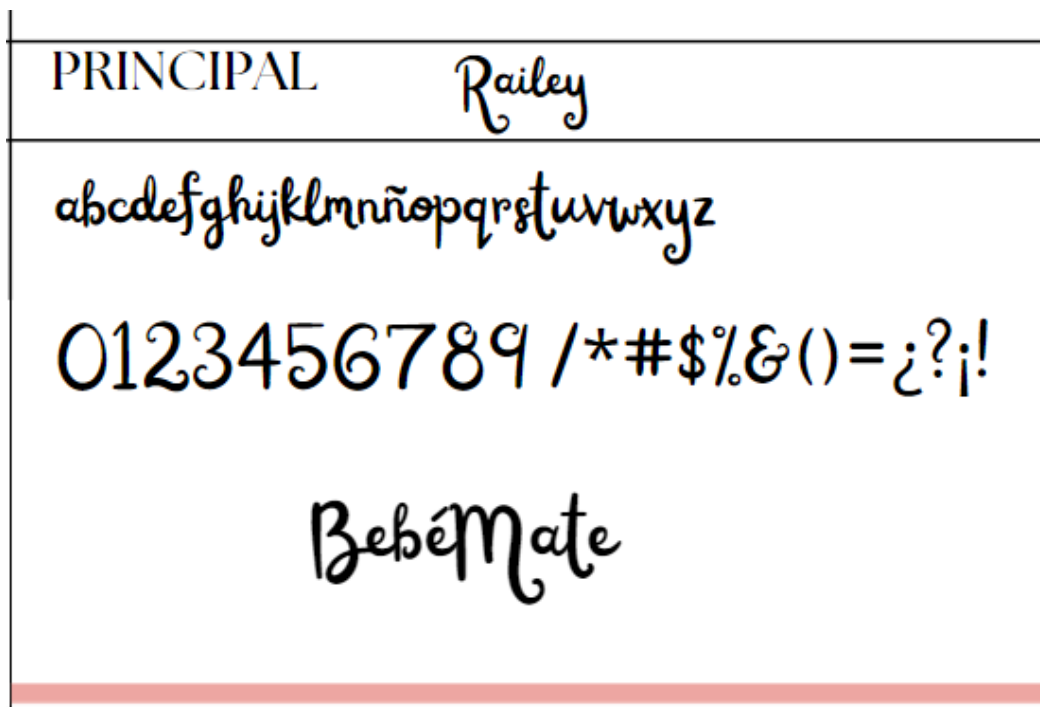 PRINCIPAL Railey
abcdefghijklmnñopqrstuvwxyz
0123456789 /*#$%&()=¿?¡!
BebéMate